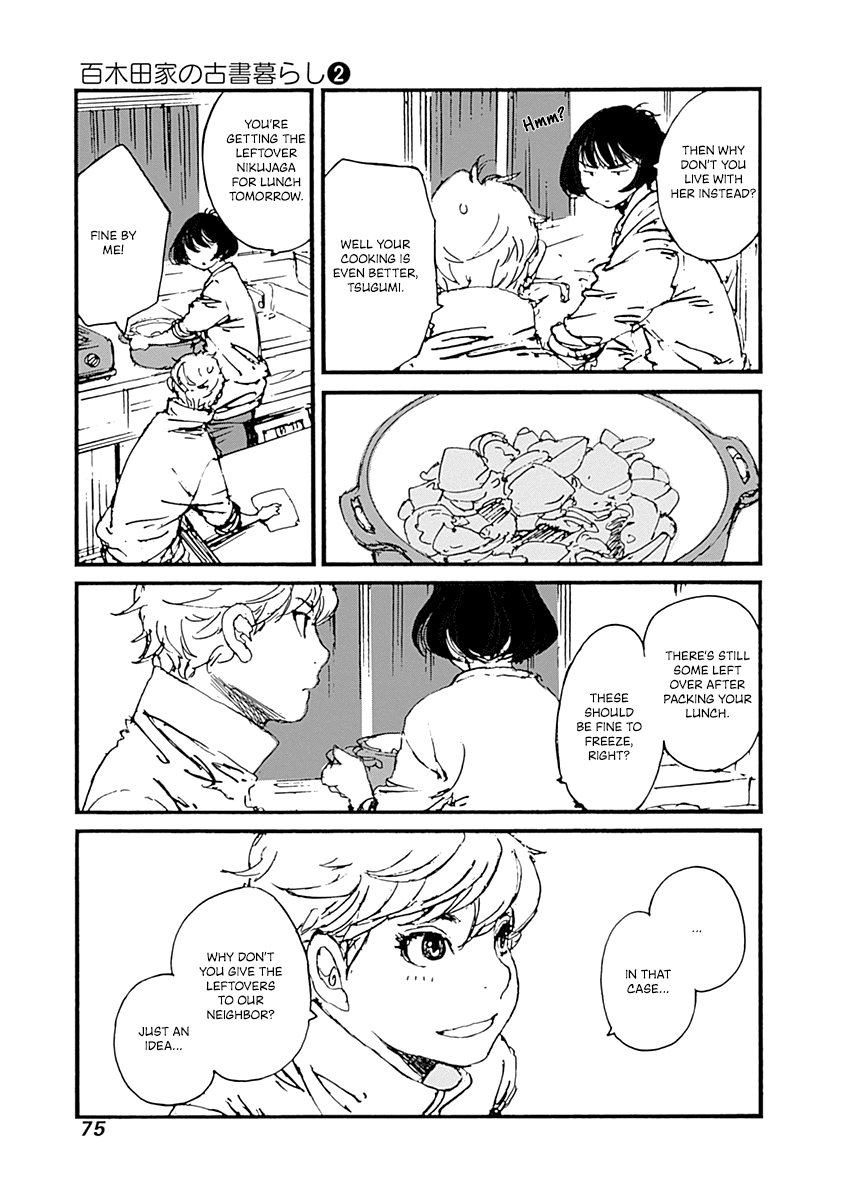 百木田家の古書暮らし❷
THEN WHY
DON'T YOU
LIVE WITH
HER INSTEAD?
Hmm?
WELL YOUR
COOKING IS
EVEN BETTER,
TSUGUMI.
YOU'RE
GETTING THE
LEFTOVER
NIKUJAGA
FOR LUNCH
TOMORROW.
FINE BY
ME!
THERE'S STILL
SOME LEFT
OVER AFTER
PACKING YOUR
LUNCH.
THESE
SHOULD
BE FINE TO
FREEZE,
RIGHT?
...
IN THAT
CASE...
WHY DON'T
YOU GIVE THE
LEFTOVERS
TO OUR
NEIGHBOR?
JUST AN
IDEA...
75